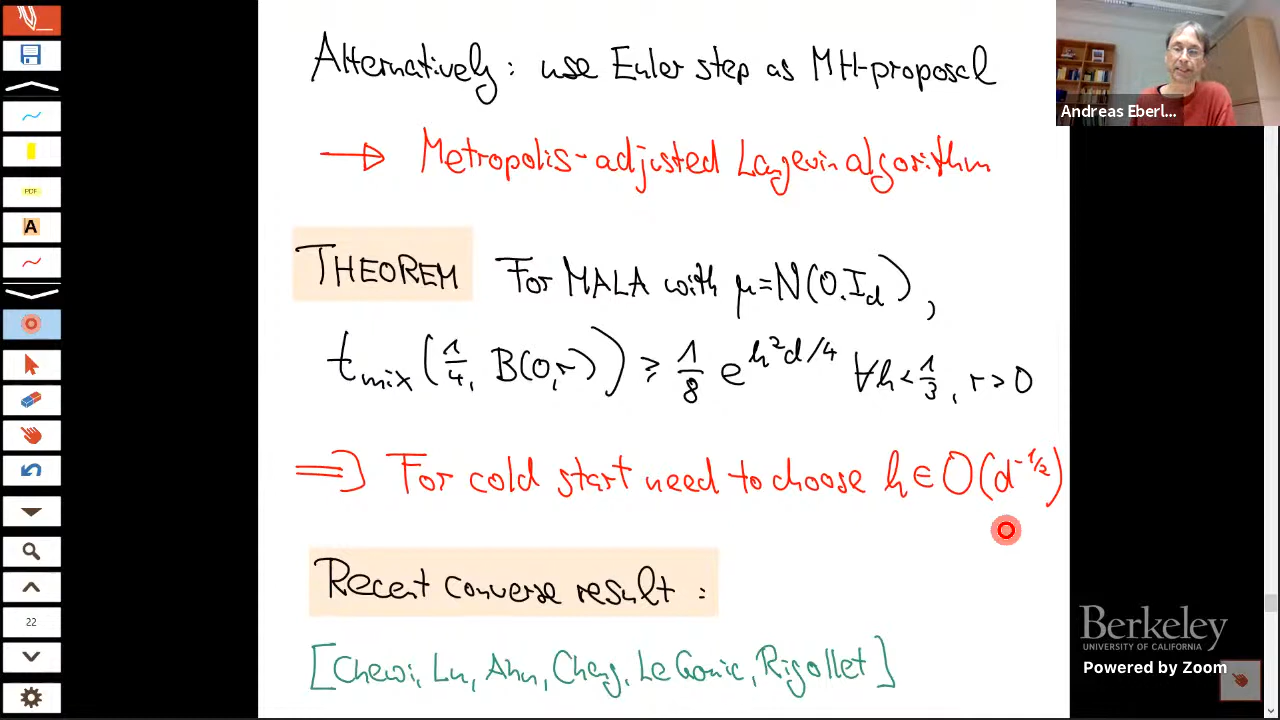 Alternatively: use Euler step as MH-proposal
→ Metropolis-adjusted Langevin algorithm
THEOREM For MALA with μ=N(0,I_d),
t_mix (1/4, B(0,r)) ≥ 1/8 e^{h²d/4} ∀h<1/3, r>0
⇒ For cold start need to choose h∈O(d^{-1/2})
Recent converse result:
[Chewi, Lu, Ahn, Cheng, Le Gouic, Rigollet]
Andreas Eberl...
PDF
A
22
Berkeley
UNIVERSITY OF CALIFORNIA
Powered by Zoom